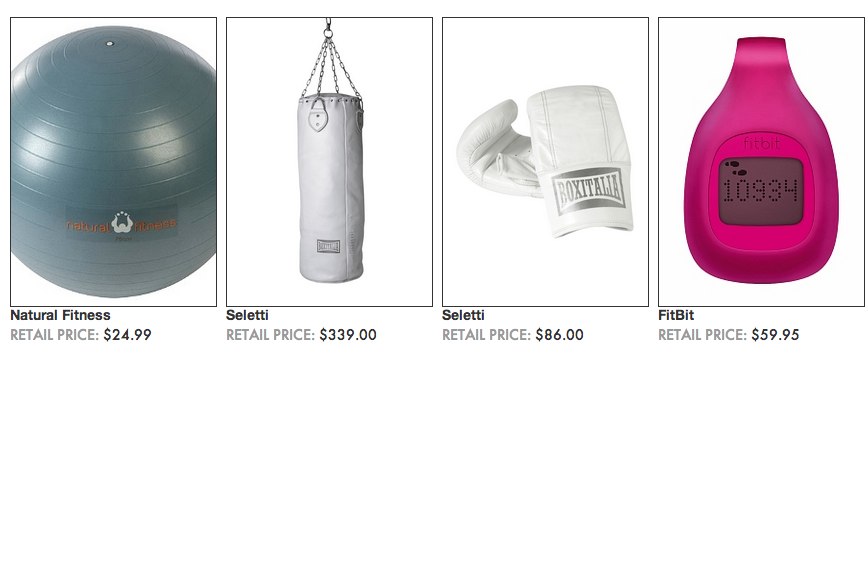 natural fitness
BOXITALIA
BOXITALIA
fitbit
10934
Natural Fitness
RETAIL PRICE: $24.99
Seletti
RETAIL PRICE: $339.00
Seletti
RETAIL PRICE: $86.00
FitBit
RETAIL PRICE: $59.95